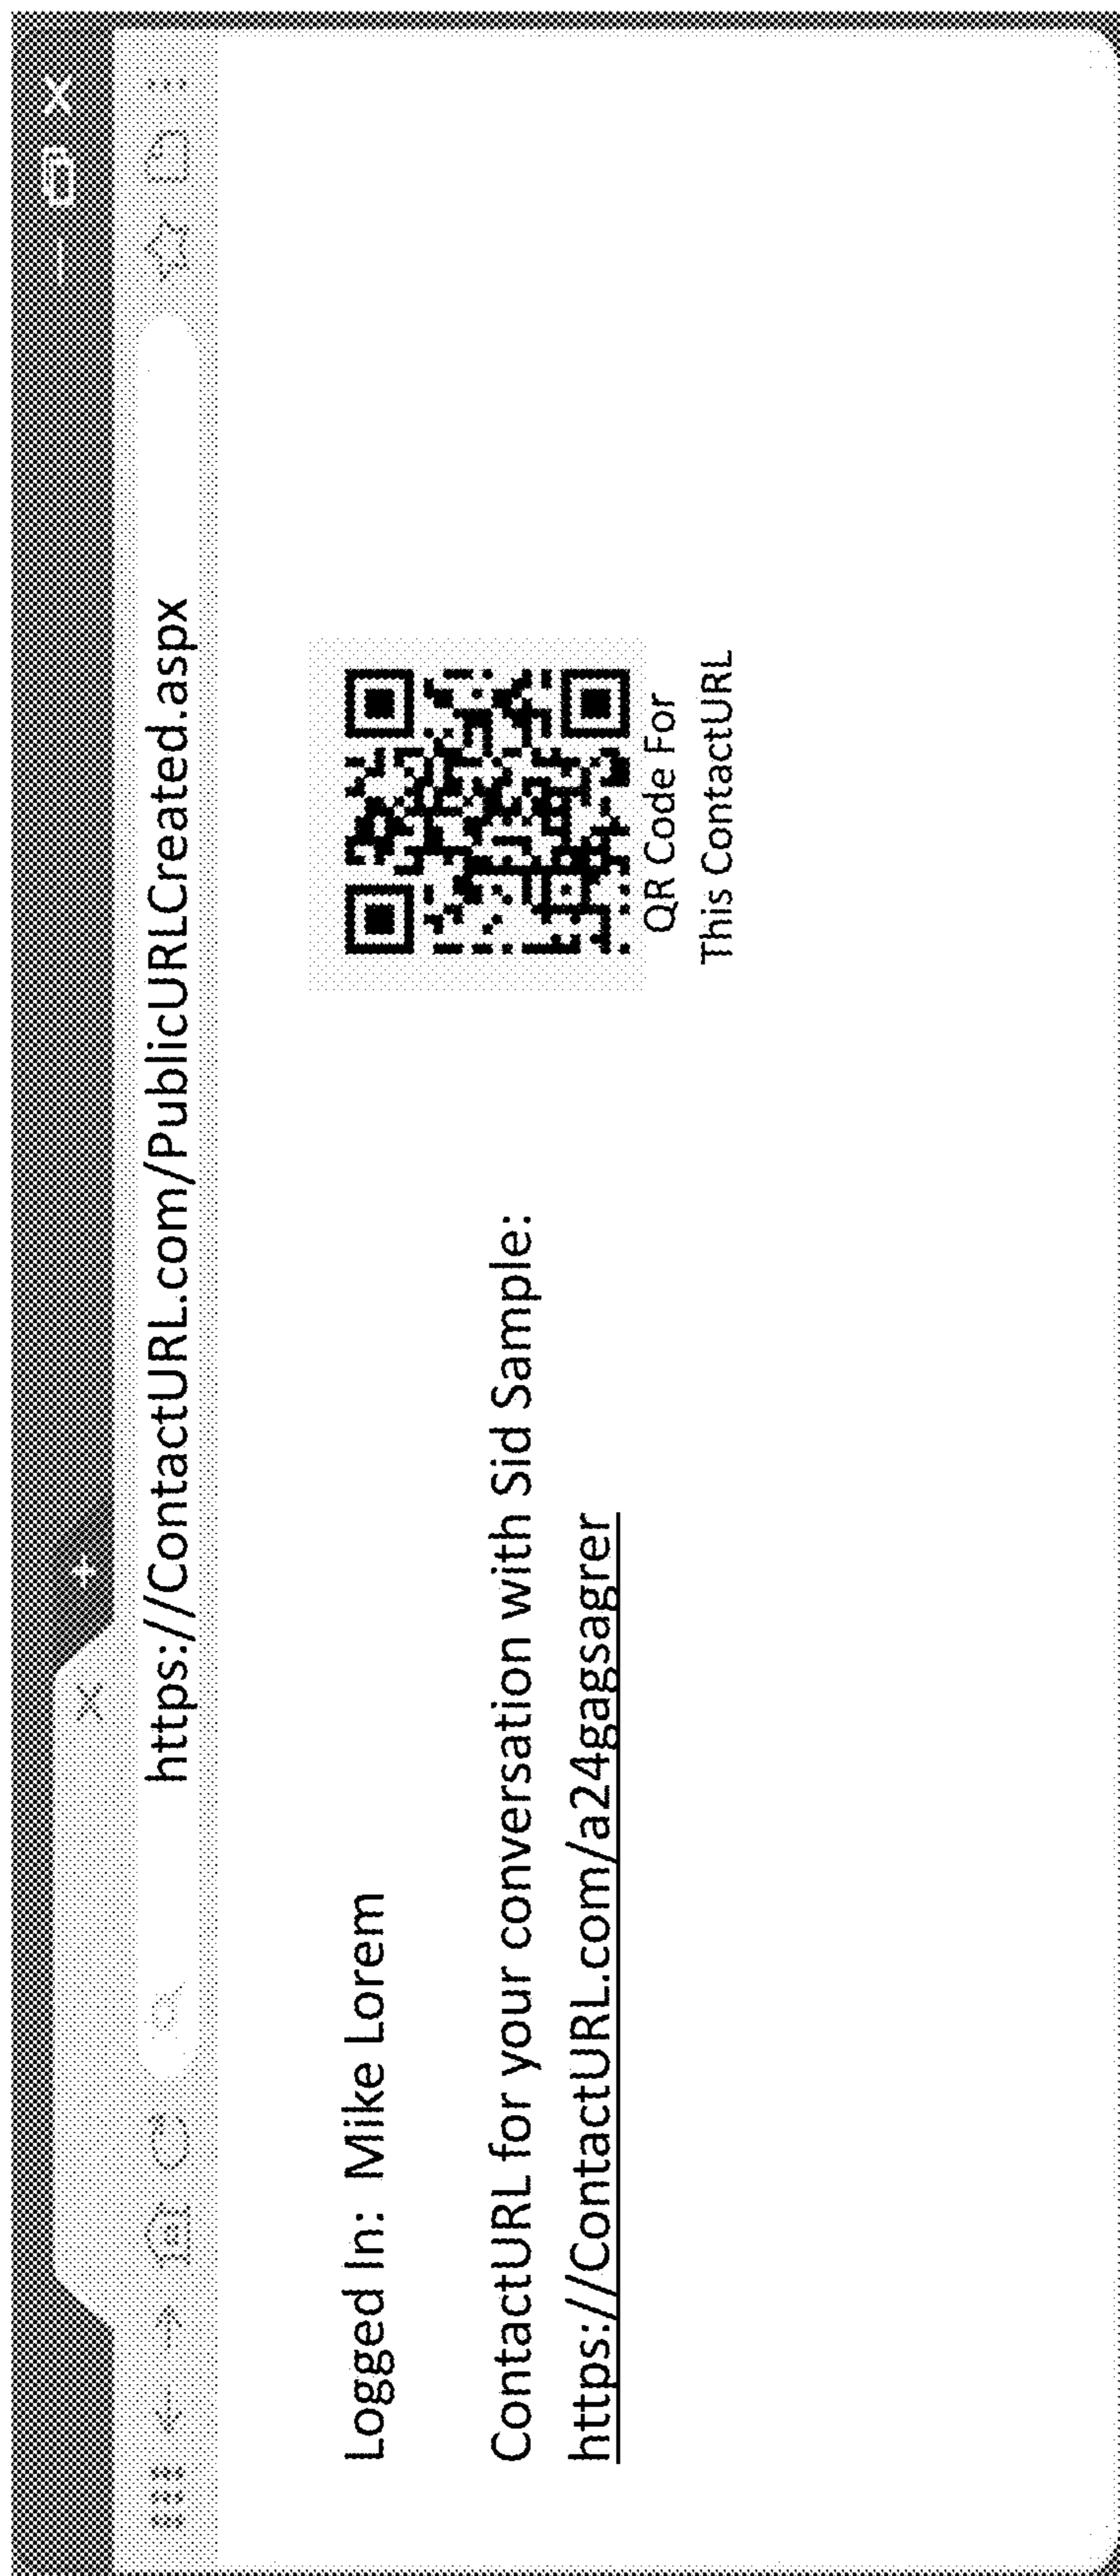 https://ContactURL.com/PublicURLCreated.aspx
Logged In: Mike Lorem
ContactURL for your conversation with Sid Sample:
https://ContactURL.com/a24gagsagrer
QR Code For
This ContactURL